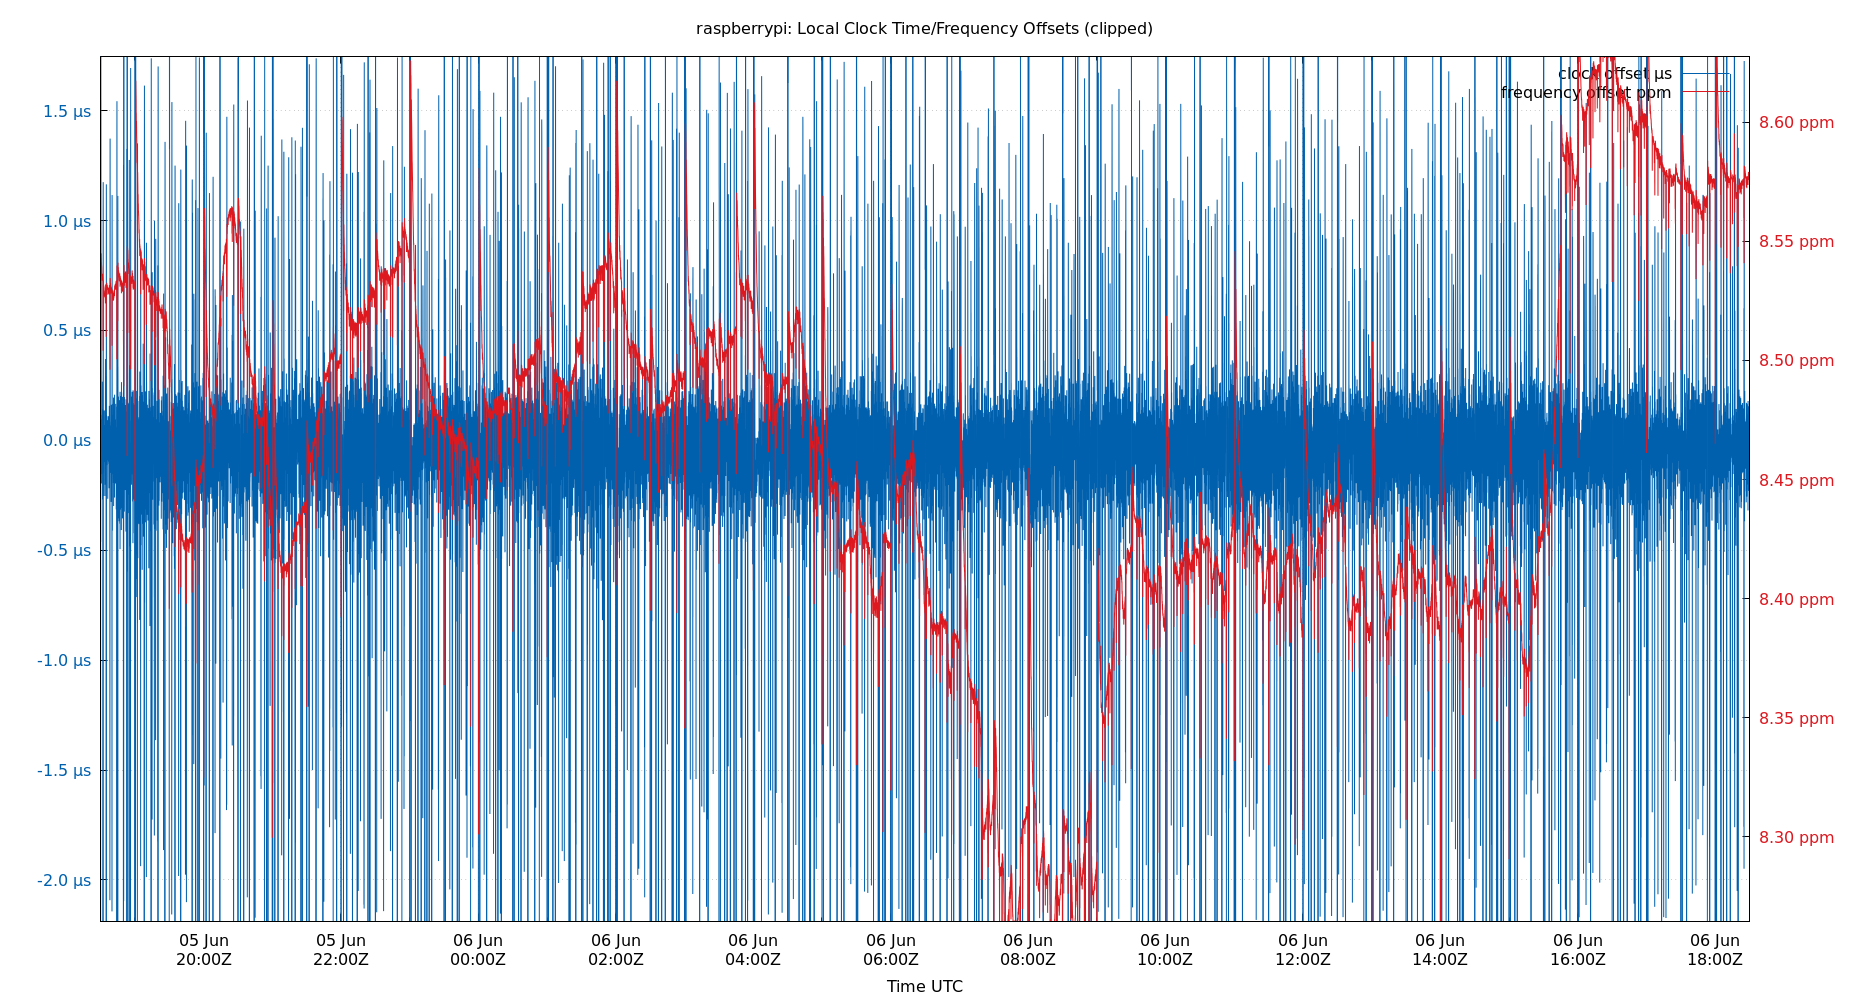 raspberrypi: Local Clock Time/Frequency Offsets (clipped)
clock offset µs
frequency offset ppm
1.5 µs
1.0 µs
0.5 µs
0.0 µs
-0.5 µs
-1.0 µs
-1.5 µs
-2.0 µs
8.60 ppm
8.55 ppm
8.50 ppm
8.45 ppm
8.40 ppm
8.35 ppm
8.30 ppm
05 Jun 05 Jun 06 Jun 06 Jun 06 Jun 06 Jun 06 Jun 06 Jun 06 Jun 06 Jun 06 Jun 06 Jun
20:00Z 22:00Z 00:00Z 02:00Z 04:00Z 06:00Z 08:00Z 10:00Z 12:00Z 14:00Z 16:00Z 18:00Z
Time UTC